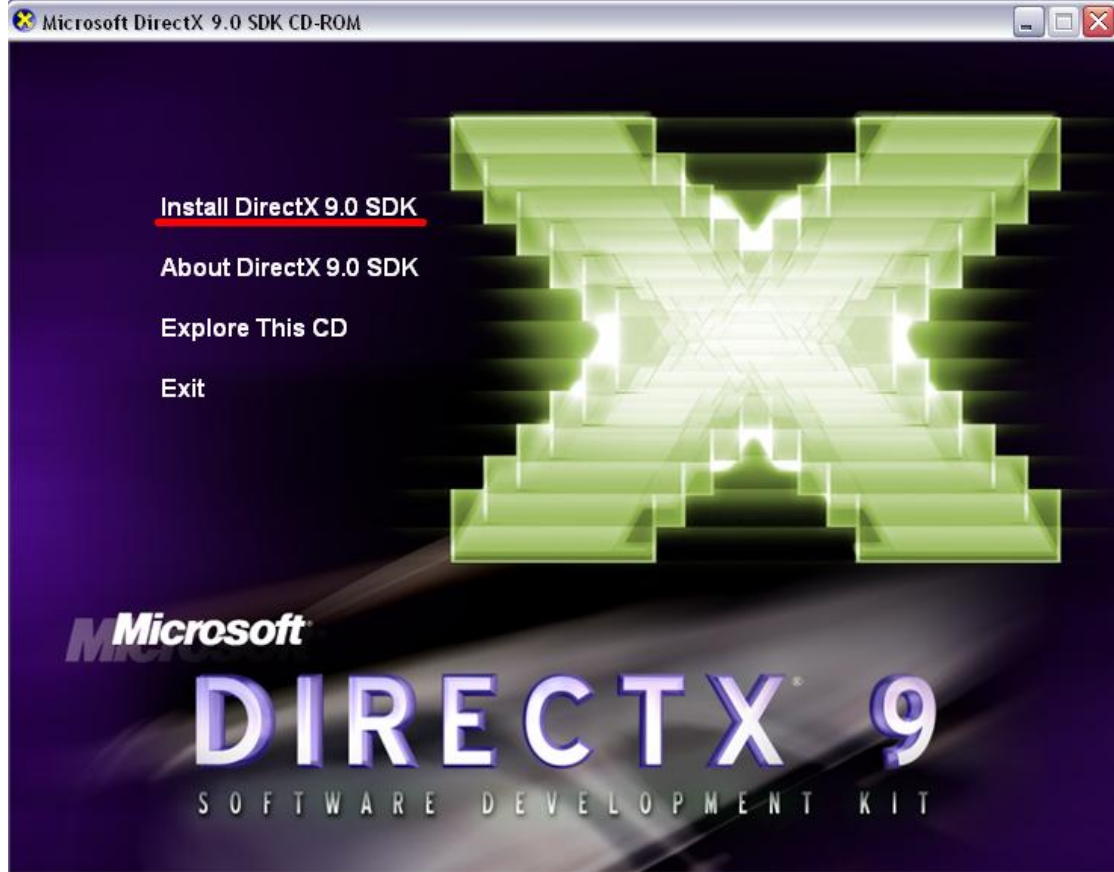 Microsoft DirectX 9.0 SDK CD-ROM
Install DirectX 9.0 SDK
About DirectX 9.0 SDK
Explore This CD
Exit
Microsoft
DIRECTX® 9
SOFTWARE DEVELOPMENT KIT